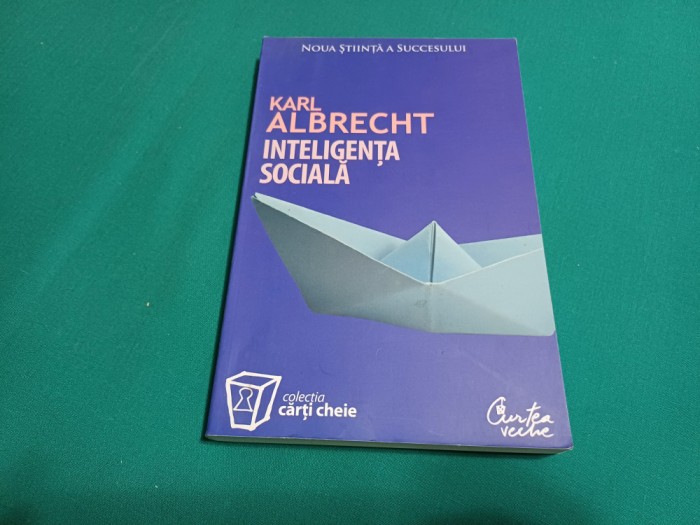 NOUA ȘTIINȚĂ A SUCCESULUI
KARL
ALBRECHT
INTELIGENȚA
SOCIALĂ
colecția
cărți cheie
Curtea
veche